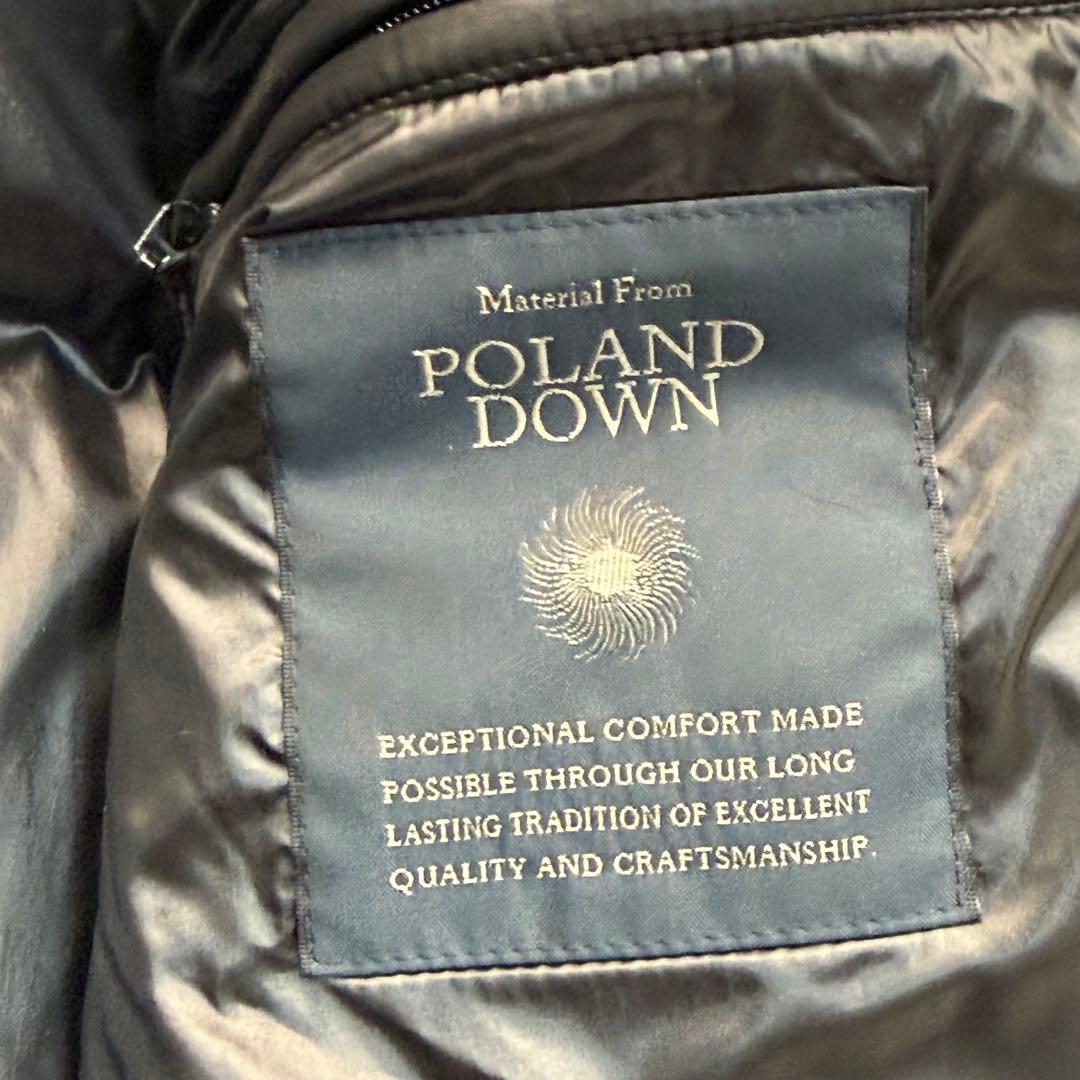 Material From
POLAND
DOWN
EXCEPTIONAL COMFORT MADE
POSSIBLE THROUGH OUR LONG
LASTING TRADITION OF EXCELLENT
QUALITY AND CRAFTSMANSHIP.